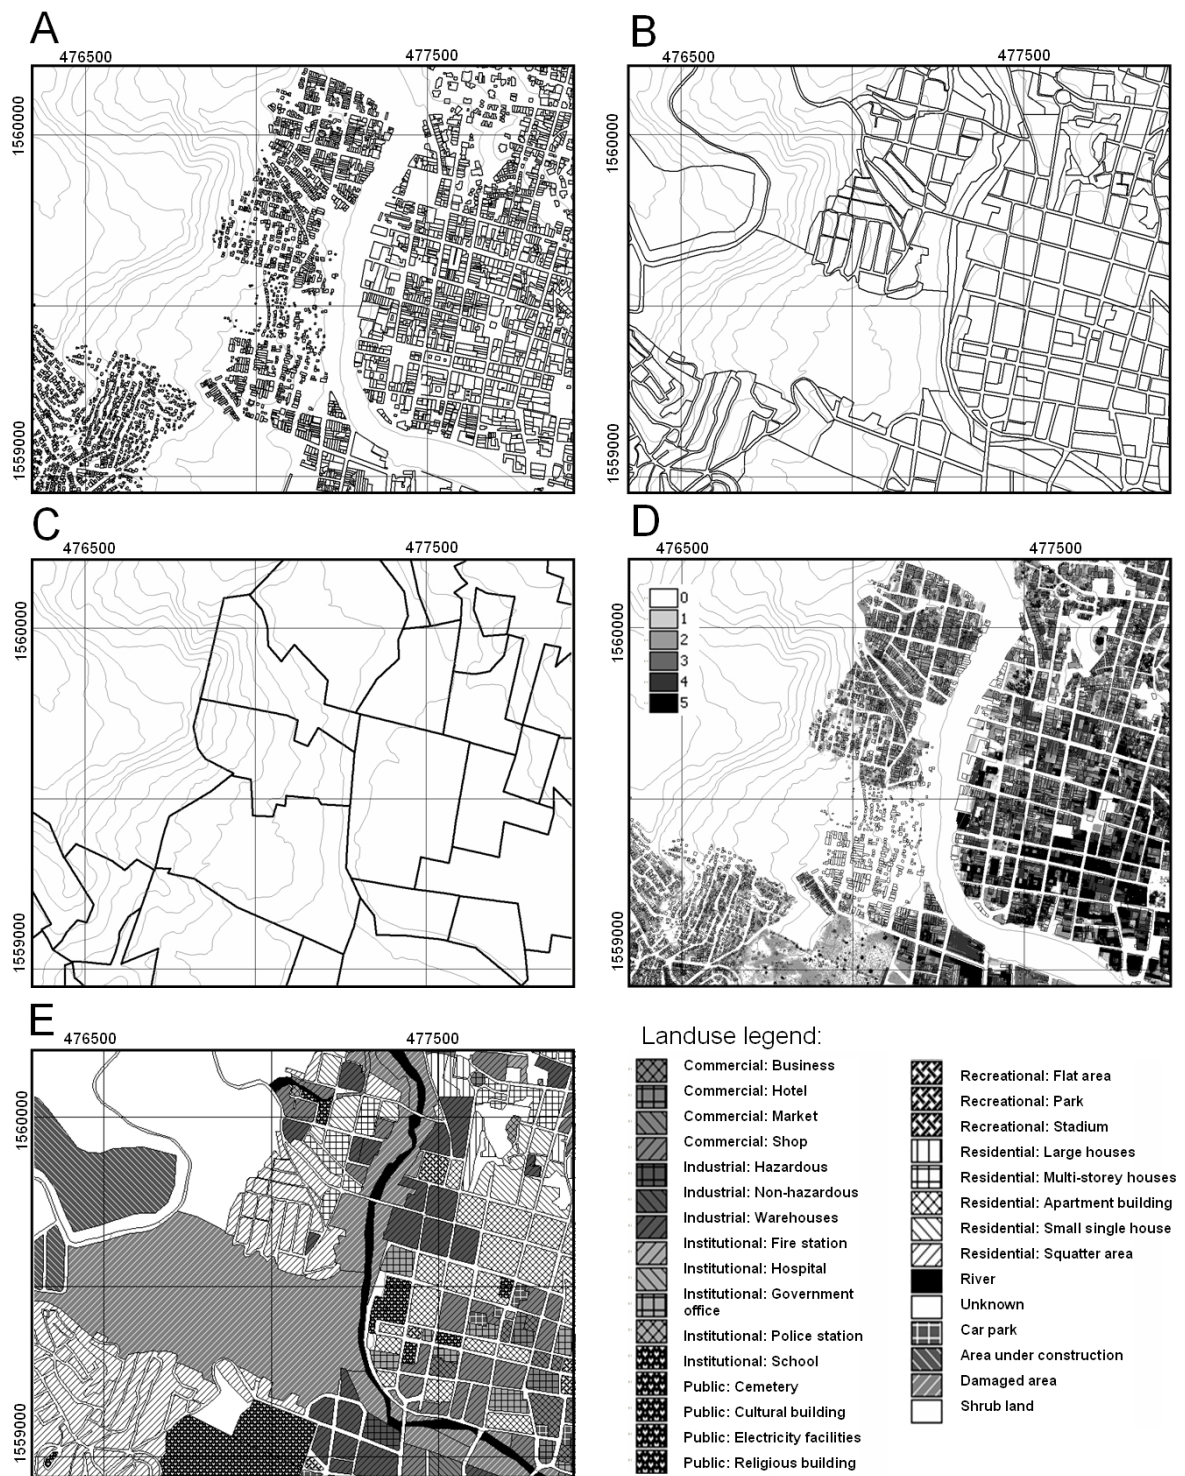 A
B
476500
477500
476500
477500
1560000
1560000
1559000
1559000
C
D
476500
477500
476500
477500
1560000
1560000
0
1
2
3
4
5
1559000
1559000
E
476500
477500
1560000
1559000
Landuse legend:
Commercial: Business
Commercial: Hotel
Commercial: Market
Commercial: Shop
Industrial: Hazardous
Industrial: Non-hazardous
Industrial: Warehouses
Institutional: Fire station
Institutional: Hospital
Institutional: Government
office
Institutional: Police station
Institutional: School
Public: Cemetery
Public: Cultural building
Public: Electricity facilities
Public: Religious building
Recreational: Flat area
Recreational: Park
Recreational: Stadium
Residential: Large houses
Residential: Multi-storey houses
Residential: Apartment building
Residential: Small single house
Residential: Squatter area
River
Unknown
Car park
Area under construction
Damaged area
Shrub land